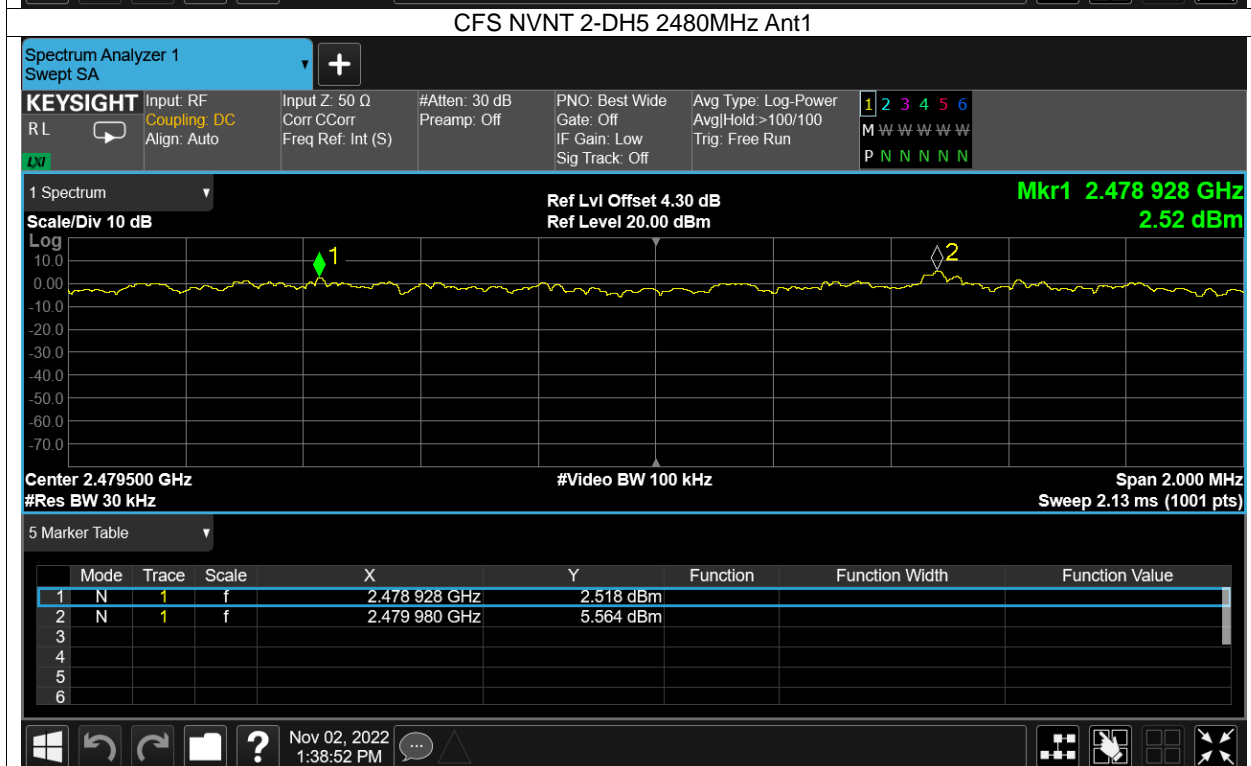 CFS NVNT 2-DH5 2480MHz Ant1
Spectrum Analyzer 1
Swept SA
KEYSIGHT Input: RF Input Z: 50 Ω #Atten: 30 dB PNO: Best Wide Avg Type: Log-Power 1 2 3 4 5 6
RL Coupling: DC Corr CCorr Preamp: Off Gate: Off Avg|Hold:>100/100 M W W W W W
Align: Auto Freq Ref: Int (S) IF Gain: Low Trig: Free Run
LXI Sig Track: Off P N N N N N
1 Spectrum Ref Lvl Offset 4.30 dB Mkr1 2.478 928 GHz
Scale/Div 10 dB Ref Level 20.00 dBm 2.52 dBm
Log
1 2
10.0
0.00
-10.0
-20.0
-30.0
-40.0
-50.0
-60.0
-70.0
Center 2.479500 GHz #Video BW 100 kHz Span 2.000 MHz
#Res BW 30 kHz Sweep 2.13 ms (1001 pts)
5 Marker Table
Mode Trace Scale X Y Function Function Width Function Value
1 N 1 f 2.478 928 GHz 2.518 dBm
2 N 1 f 2.479 980 GHz 5.564 dBm
3
4
5
6
? Nov 02, 2022
1:38:52 PM